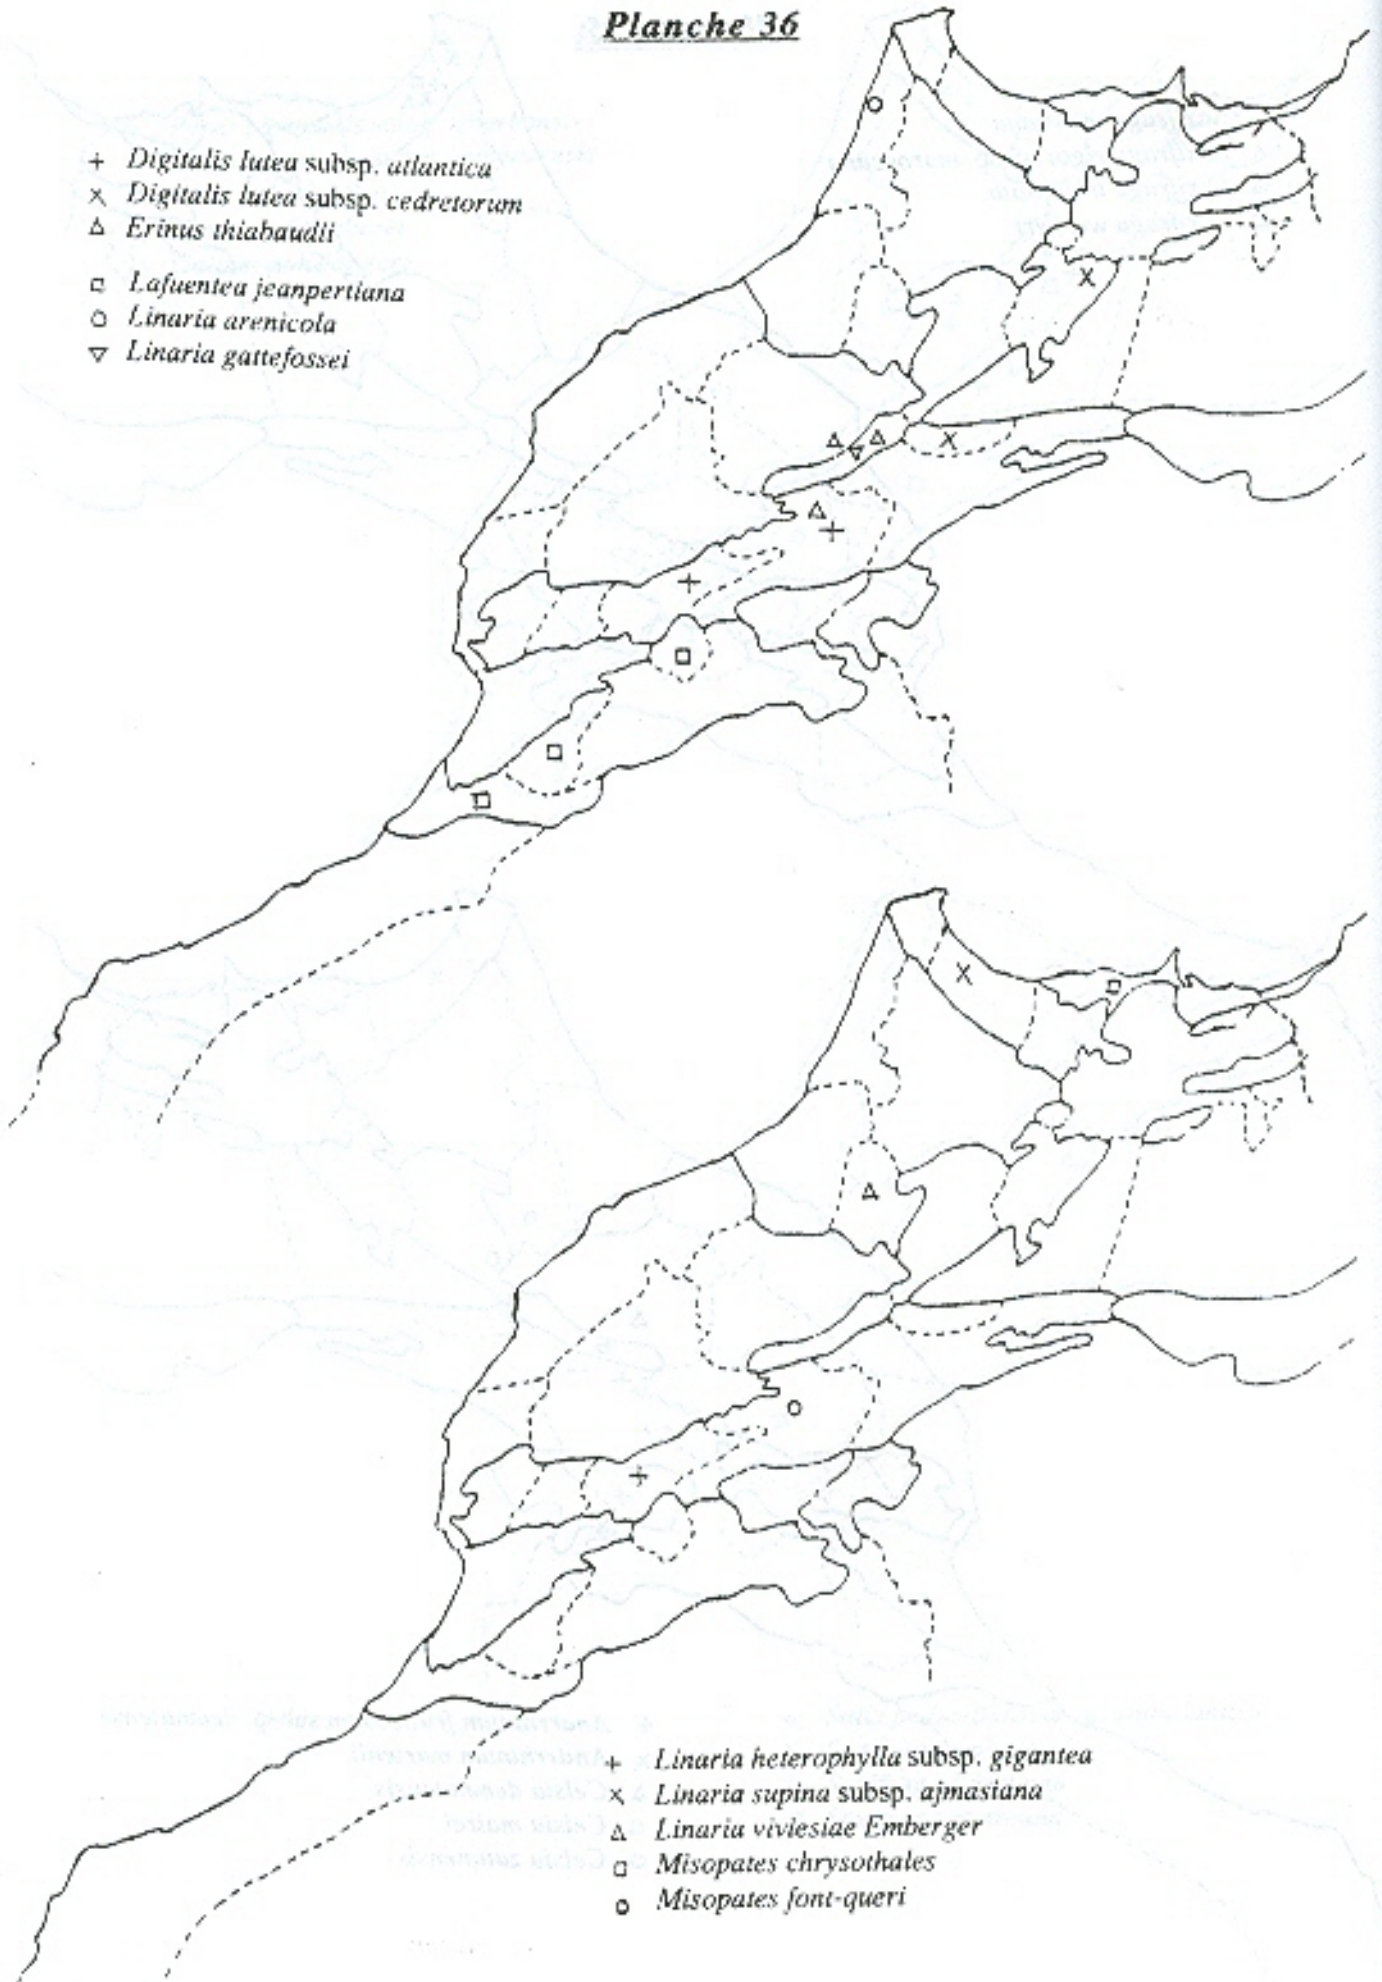 Planche 36
+ Digitalis lutea subsp. atlantica
x Digitalis lutea subsp. cedretorum
△ Erinus thiabaudii
□ Lafuentea jeanpertiana
○ Linaria arenicola
▽ Linaria gattefossei
+ Linaria heterophylla subsp. gigantea
x Linaria supina subsp. ajmasiana
△ Linaria viviesiae Emberger
□ Misopates chrysothales
○ Misopates font-queri